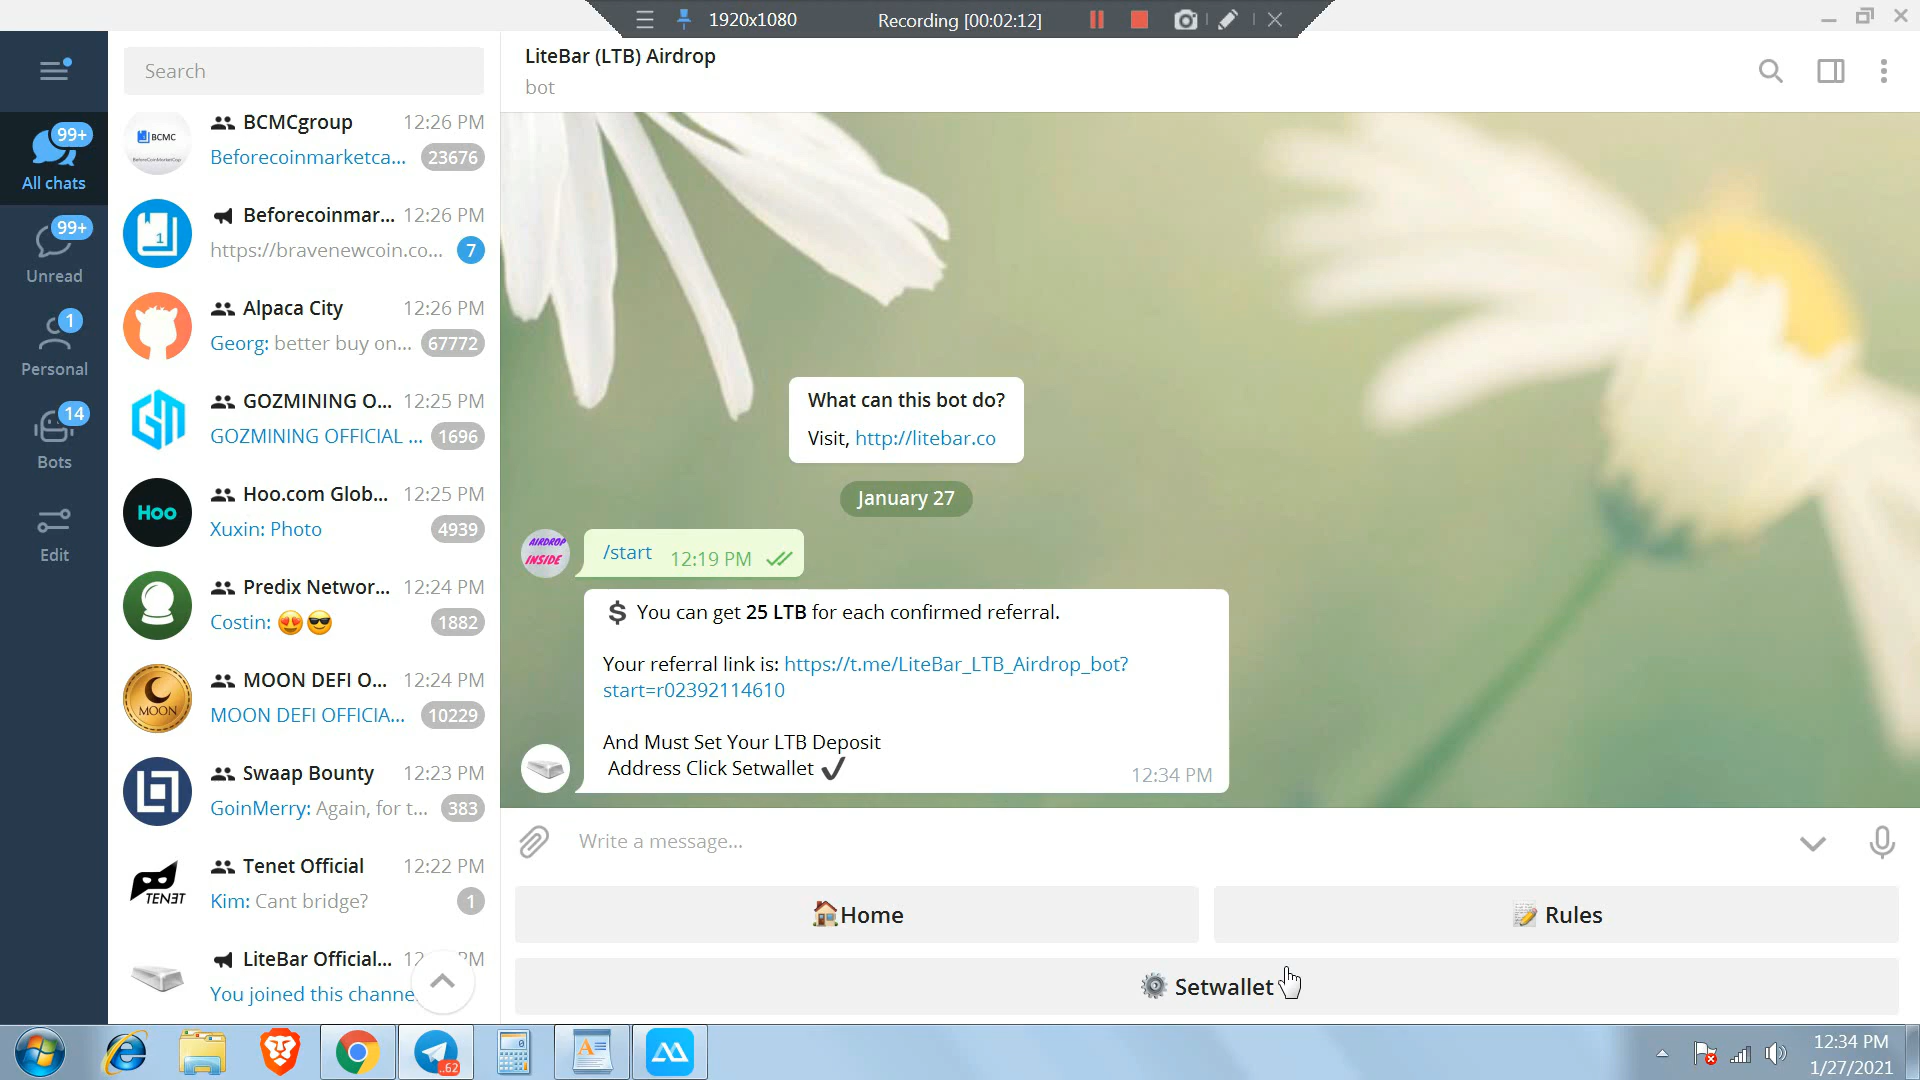 1920x1080 Recording [00:02:12]
Search
99+
All chats
99+
Unread
1
Personal
14
Bots
Edit
BCMC
BCMCgroup 12:26 PM
Beforecoinmarketca... 23676
1
Beforecoinmar... 12:26 PM
https://bravenewcoin.co... 7
Alpaca City 12:26 PM
Georg: better buy on... 67772
GOZMINING O... 12:25 PM
GOZMINING OFFICIAL ... 1696
Hoo
Hoo.com Glob... 12:25 PM
Xuxin: Photo 4939
Predix Networ... 12:24 PM
Costin: 😍😎 1882
MOON
MOON DEFI O... 12:24 PM
MOON DEFI OFFICIA... 10229
Swaap Bounty 12:23 PM
GoinMerry: Again, for t... 383
TENET
Tenet Official 12:22 PM
Kim: Cant bridge? 1
LiteBar Official...
You joined this channe
LiteBar (LTB) Airdrop
bot
What can this bot do?
Visit, http://litebar.co
January 27
AIRDROP
INSIDE
/start 12:19 PM
You can get 25 LTB for each confirmed referral.
Your referral link is: https://t.me/LiteBar_LTB_Airdrop_bot?
start=r02392114610
And Must Set Your LTB Deposit
Address Click Setwallet ✔
12:34 PM
Write a message...
🏠Home
📝 Rules
⚙ Setwallet
..62
12:34 PM
1/27/2021